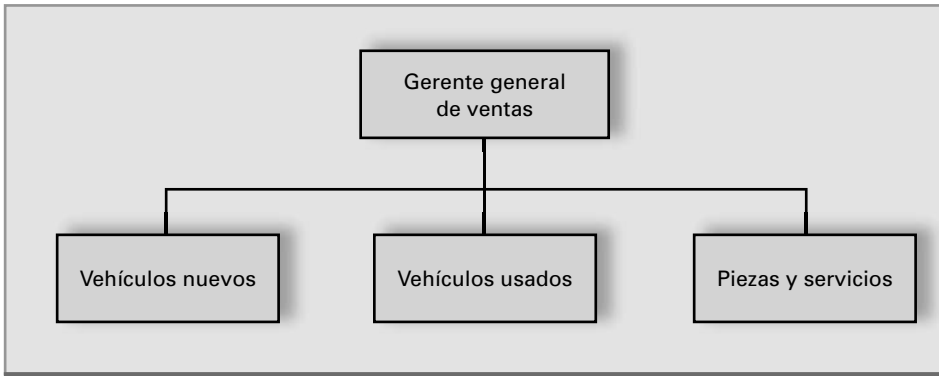 Gerente general
de ventas
Vehículos nuevos
Vehículos usados
Piezas y servicios